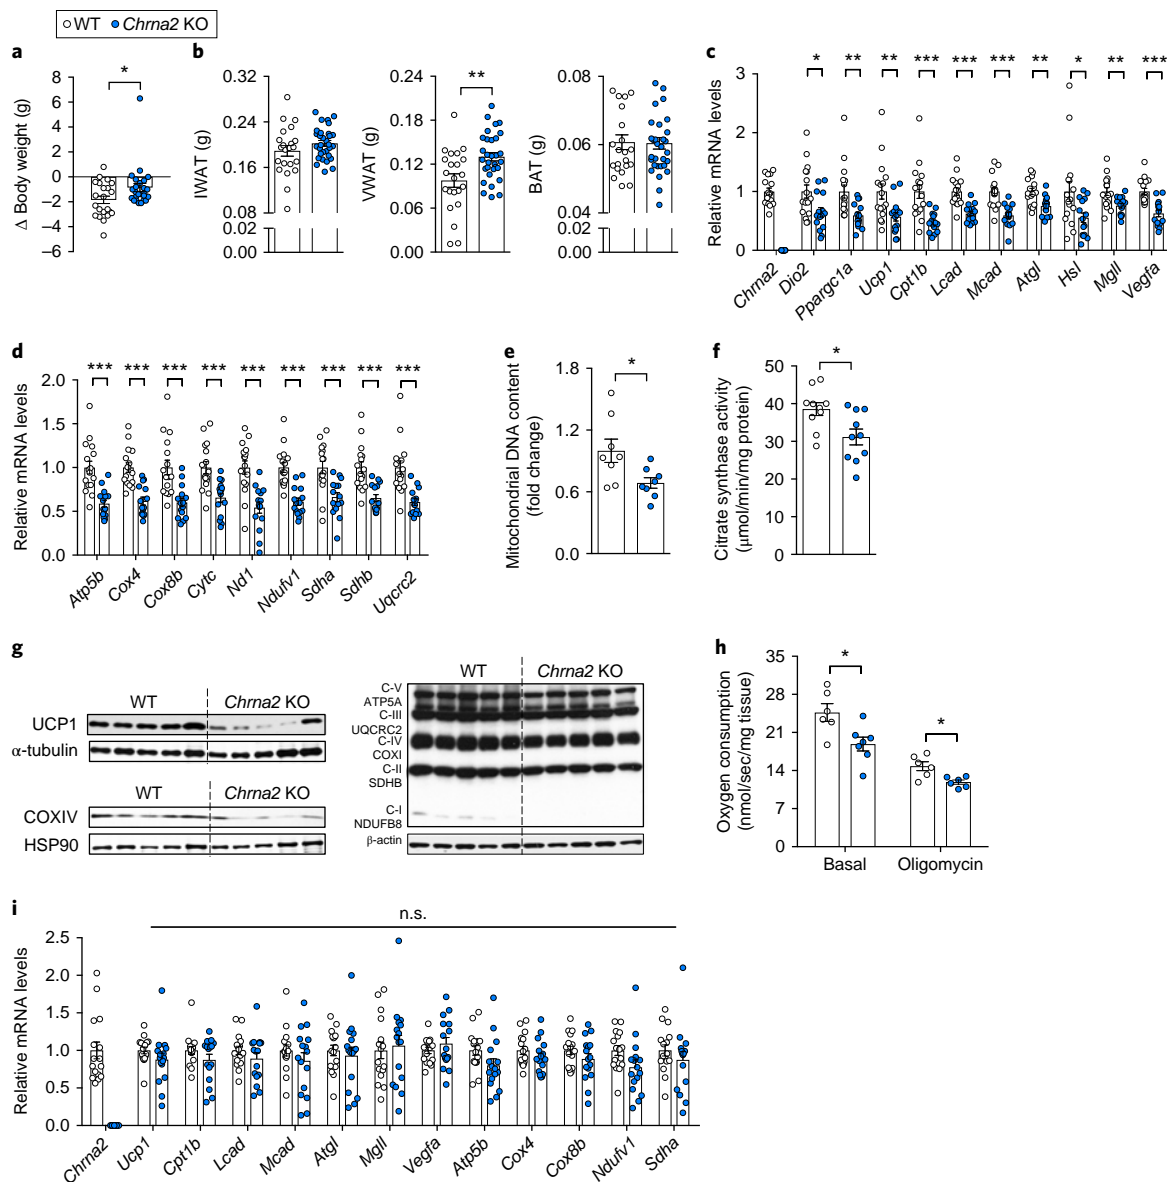 WT Chrna2 KO
a
*
Δ Body weight (g)
8
6
4
2
0
−2
−4
−6
b
IWAT (g)
0.32
0.24
0.16
0.08
0.02
0.00
**
VWAT (g)
0.24
0.18
0.12
0.06
0.00
BAT (g)
0.08
0.06
0.04
0.02
0.00
c
* ** ** *** *** *** ** * ** ***
Relative mRNA levels
3
2
1
0
Chrna2 Dio2 Ppargc1a Ucp1 Cpt1b Lcad Mcad Atgl Hsl Mgll Vegfa
d
*** *** *** *** *** *** *** *** ***
Relative mRNA levels
2.0
1.5
1.0
0.5
0.0
Atp5b Cox4 Cox8b Cytc Nd1 Ndufv1 Sdha Sdhb Uqcrc2
e
*
Mitochondrial DNA content
(fold change)
1.8
1.2
0.6
0.0
f
*
Citrate synthase activity
(μmol/min/mg protein)
50
40
30
20
10
0
g
WT Chrna2 KO
UCP1
α-tubulin
WT Chrna2 KO
COXIV
HSP90
WT Chrna2 KO
C-V
ATP5A
C-III
UQCRC2
C-IV
COXI
C-II
SDHB
C-I
NDUFB8
β-actin
h
*
*
Oxygen consumption
(nmol/sec/mg tissue)
35
28
21
14
7
0
Basal Oligomycin
i
n.s.
Relative mRNA levels
2.5
2.0
1.5
1.0
0.5
0.0
Chrna2 Ucp1 Cpt1b Lcad Mcad Atgl Mgll Vegfa Atp5b Cox4 Cox8b Ndufv1 Sdha